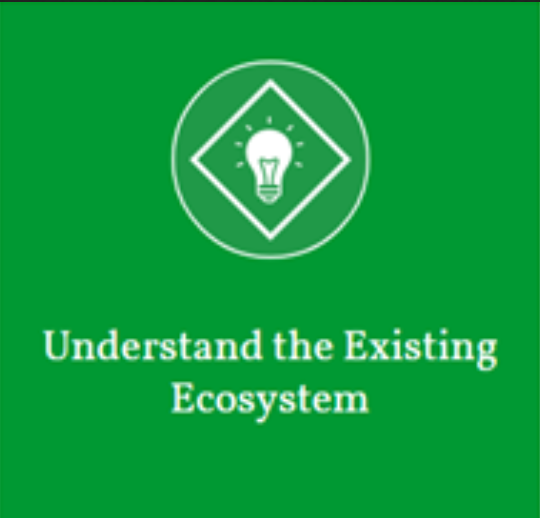 Understand the Existing
Ecosystem